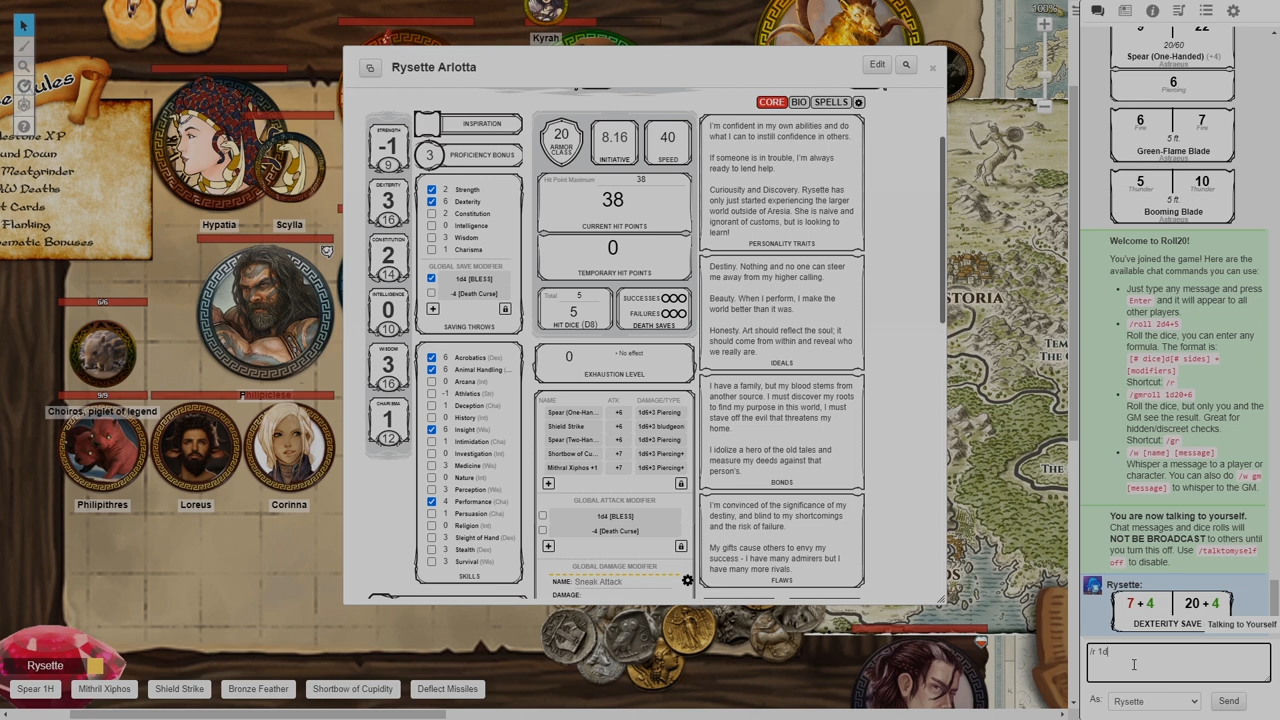 Kyrah
100%
Rysette Arlotta
Edit
CORE BIO SPELLS
STRENGTH
-1
9
DEXTERITY
3
16
CONSTITUTION
2
14
INTELLIGENCE
0
10
WISDOM
3
16
CHARISMA
1
12
INSPIRATION
3 PROFICIENCY BONUS
2 Strength
6 Dexterity
2 Constitution
0 Intelligence
3 Wisdom
1 Charisma
GLOBAL SAVE MODIFIER
1d4 [BLESS]
-4 [Death Curse]
SAVING THROWS
6 Acrobatics (Dex)
6 Animal Handling (...
0 Arcana (Int)
-1 Athletics (Str)
1 Deception (Cha)
0 History (Int)
6 Insight (Wis)
1 Intimidation (Cha)
0 Investigation (Int)
3 Medicine (Wis)
0 Nature (Int)
3 Perception (Wis)
4 Performance (Cha)
1 Persuasion (Cha)
0 Religion (Int)
3 Sleight of Hand (Dex)
3 Stealth (Dex)
3 Survival (Wis)
SKILLS
20
ARMOR
CLASS
8.16
INITIATIVE
40
SPEED
Hit Point Maximum 38
38
CURRENT HIT POINTS
0
TEMPORARY HIT POINTS
Total 5
5
HIT DICE (D8)
SUCCESSES
FAILURES
DEATH SAVES
0
• No effect
EXHAUSTION LEVEL
NAME ATK DAMAGE/TYPE
Spear (One-Han... +6 1d6+3 Piercing
Shield Strike +6 1d6+3 bludgeon
Spear (Two-Han... +6 1d8+3 Piercing
Shortbow of Cu... +7 1d6+3 Piercing+
Mithral Xiphos +1 +7 1d6+3 Piercing+
GLOBAL ATTACK MODIFIER
1d4 [BLESS]
-4 [Death Curse]
GLOBAL DAMAGE MODIFIER
NAME: Sneak Attack
DAMAGE:
I'm confident in my own abilities and do
what I can to instill confidence in others.
If someone is in trouble, I'm always
ready to lend help.
Curiosity and Discovery. Rysette has
only just started experiencing the larger
world outside of Aresia. She is naive and
ignorant of customs, but is looking to
learn!
PERSONALITY TRAITS
Destiny. Nothing and no one can steer
me away from my higher calling.
Beauty. When I perform, I make the
world better than it was.
Honesty. Art should reflect the soul; it
should come from within and reveal who
we really are.
IDEALS
I have a family, but my blood stems from
another source. I must discover my roots
to find my purpose in this world, I must
stave off the evil that threatens my
home.
I idolize a hero of the old tales and
measure my deeds against that
person's.
BONDS
I'm convinced of the significance of my
destiny, and blind to my shortcomings
and the risk of failure.
My gifts cause others to envy my
success - I have many admirers but I
have many more rivals.
FLAWS
Meatgrinder
Flanking
Hypatia
Scylla
6/6
9/9
Choiros, piglet of legend
Philipthres
Loreus
Corinna
Rysette
Spear 1H
Mithril Xiphos
Shield Strike
Bronze Feather
Shortbow of Cupidity
Deflect Missiles
20/60
Spear (One-Handed) (+4)
Astraeus
6
Piercing
6 7
Fire Fire
5 ft.
Green-Flame Blade
Astraeus
5 10
Thunder Thunder
5 ft.
Booming Blade
Astraeus
Welcome to Roll20!
You've joined the game! Here are the
available chat commands you can use:
• Just type any message and press
Enter and it will appear to all
other players.
• /roll 2d4+5
Roll the dice, you can enter any
formula. The format is:
[# dice]d[# sides] +
[modifiers]
Shortcut: /r
• /gmroll 1d20+6
Roll the dice, but only you and the
GM see the result. Great for
hidden/discreet checks.
Shortcut: /gr
• /w [name] [message]
Whisper a message to a player or
character. You can also do /w gm
[message] to whisper to the GM.
You are now talking to yourself.
Chat messages and dice rolls will
NOT BE BROADCAST to others until
you turn this off. Use /talktomyself
off to disable.
Rysette:
7 + 4 20 + 4
DEXTERITY SAVE
Talking to Yourself
/r 1d
As: Rysette
Send